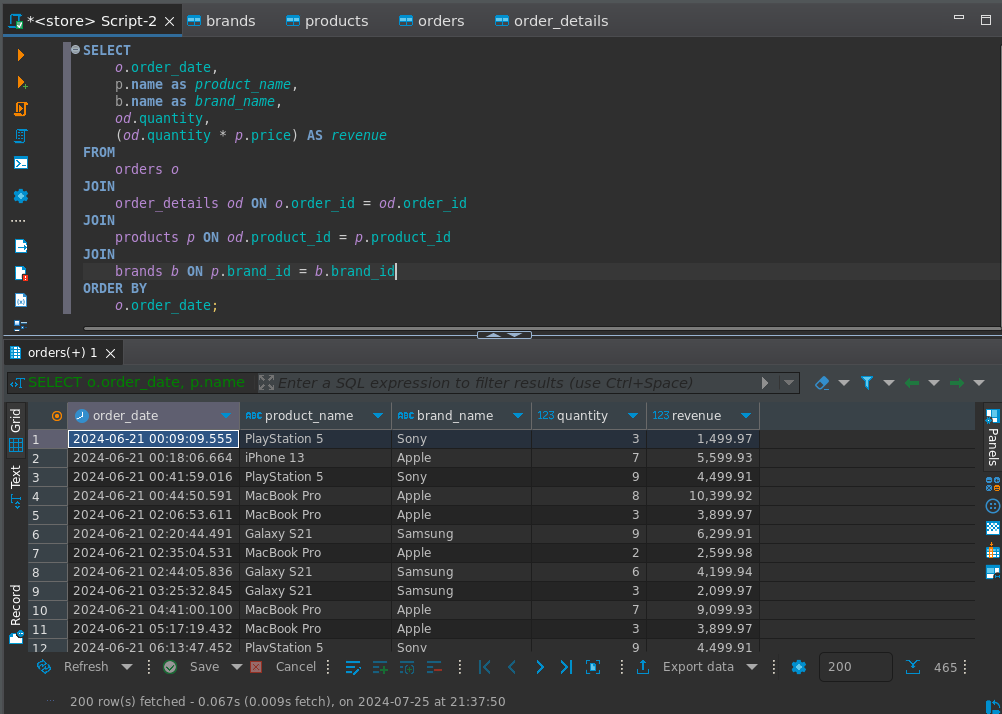 *<store> Script-2 brands products orders order_details
SELECT
o.order_date,
p.name as product_name,
b.name as brand_name,
od.quantity,
(od.quantity * p.price) AS revenue
FROM
orders o
JOIN
order_details od ON o.order_id = od.order_id
JOIN
products p ON od.product_id = p.product_id
JOIN
brands b ON p.brand_id = b.brand_id
ORDER BY
o.order_date;
orders(+) 1
SELECT o.order_date, p.name Enter a SQL expression to filter results (use Ctrl+Space)
Grid
Text
Record
Panels
order_date ABC product_name ABC brand_name 123 quantity 123 revenue
1 2024-06-21 00:09:09.555 PlayStation 5 Sony 3 1,499.97
2 2024-06-21 00:18:06.664 iPhone 13 Apple 7 5,599.93
3 2024-06-21 00:41:59.016 PlayStation 5 Sony 9 4,499.91
4 2024-06-21 00:44:50.591 MacBook Pro Apple 8 10,399.92
5 2024-06-21 02:06:53.611 MacBook Pro Apple 3 3,899.97
6 2024-06-21 02:20:44.491 Galaxy S21 Samsung 9 6,299.91
7 2024-06-21 02:35:04.531 MacBook Pro Apple 2 2,599.98
8 2024-06-21 02:44:05.836 Galaxy S21 Samsung 6 4,194.94
9 2024-06-21 03:25:32.845 Galaxy S21 Samsung 3 2,099.97
10 2024-06-21 04:41:00.100 MacBook Pro Apple 7 9,099.93
11 2024-06-21 05:17:19.432 MacBook Pro Apple 3 3,899.97
12 2024-06-21 06:13:47.452 PlayStation 5 Sony 9 4,499.91
Refresh Save Cancel Export data 200 465
200 row(s) fetched - 0.067s (0.009s fetch), on 2024-07-25 at 21:37:50